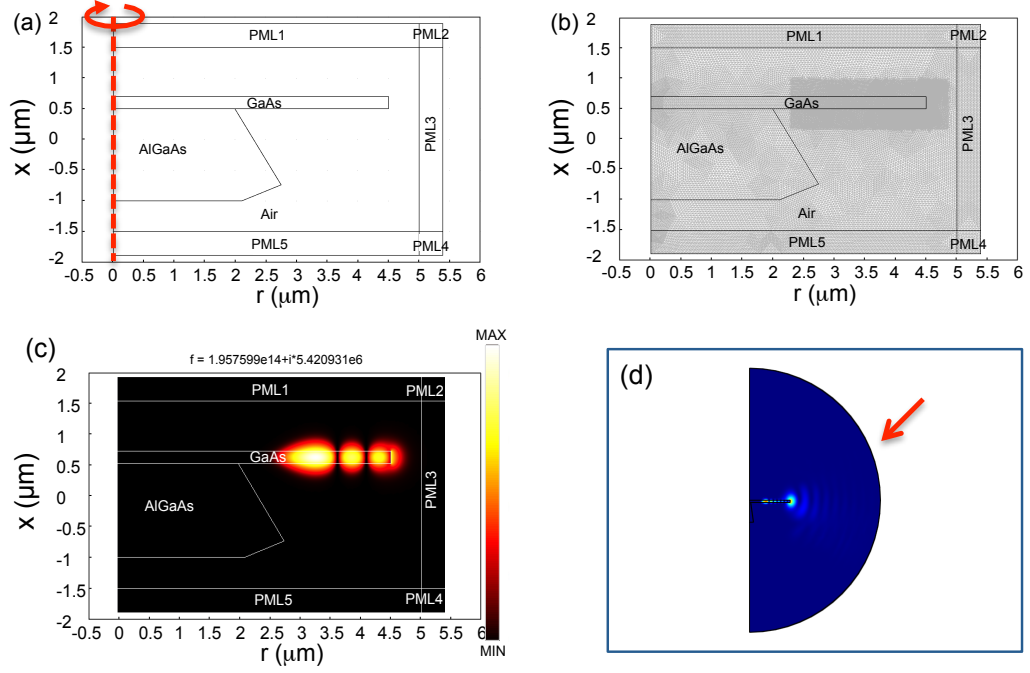 (a)
2
1.5
1
0.5
0
-0.5
-1
-1.5
-2
x (μm)
PML1
PML2
GaAs
PML3
AlGaAs
Air
PML5
PML4
-0.5 0 0.5 1 1.5 2 2.5 3 3.5 4 4.5 5 5.5 6
r (μm)
(b)
2
1.5
1
0.5
0
-0.5
-1
-1.5
-2
x (μm)
PML1
PML2
GaAs
PML3
AlGaAs
Air
PML5
PML4
-0.5 0 0.5 1 1.5 2 2.5 3 3.5 4 4.5 5 5.5 6
r (μm)
(c)
f = 1.957599e14+i*5.420931e6
MAX
2
1.5
1
0.5
0
-0.5
-1
-1.5
-2
x (μm)
PML1
PML2
GaAs
PML3
AlGaAs
PML5
PML4
-0.5 0 0.5 1 1.5 2 2.5 3 3.5 4 4.5 5 5.5 6
MIN
r (μm)
(d)